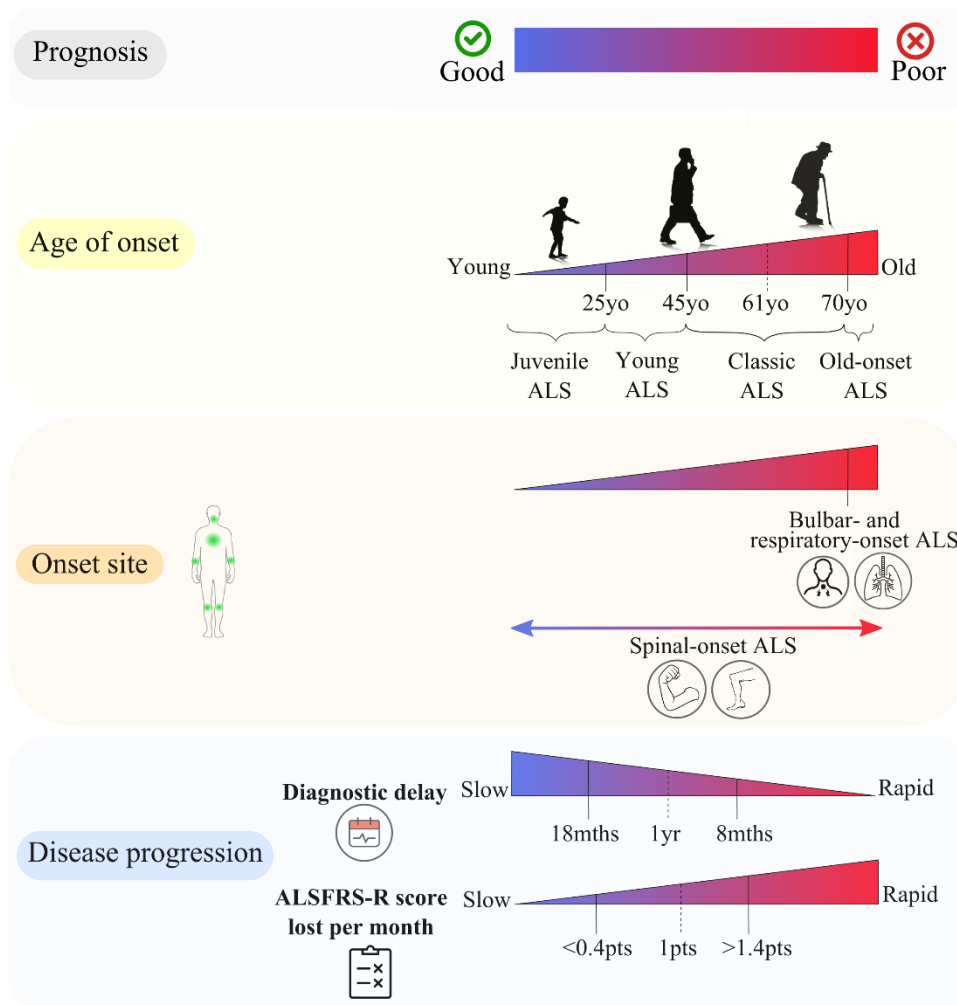 Prognosis
Good
Poor
Age of onset
Young
Old
25yo
45yo
61yo
70yo
Juvenile
ALS
Young
ALS
Classic
ALS
Old-onset
ALS
Onset site
Bulbar- and
respiratory-onset ALS
Spinal-onset ALS
Disease progression
Diagnostic delay
Slow
Rapid
18mths
1yr
8mths
ALSFRS-R score
lost per month
Slow
Rapid
<0.4pts
1pts
>1.4pts